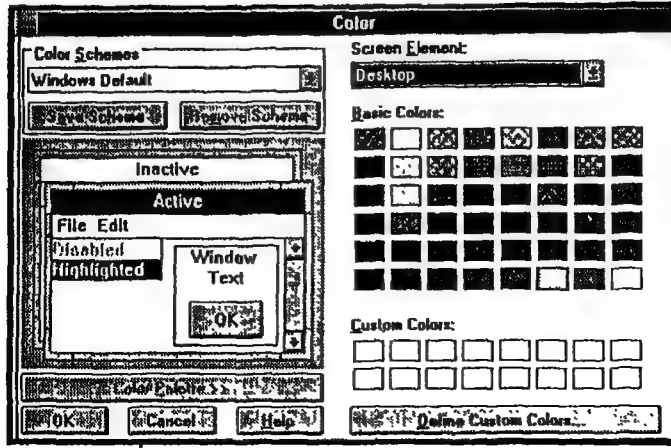 Color
Color Schemes
Windows Default
Save Scheme Remove Scheme
Inactive
Active
File Edit
Disabled
Highlighted
Window
Text
OK
Color Palette >>
OK Cancel Help
Screen Element:
Desktop
Basic Colors:
Custom Colors:
Define Custom Colors...